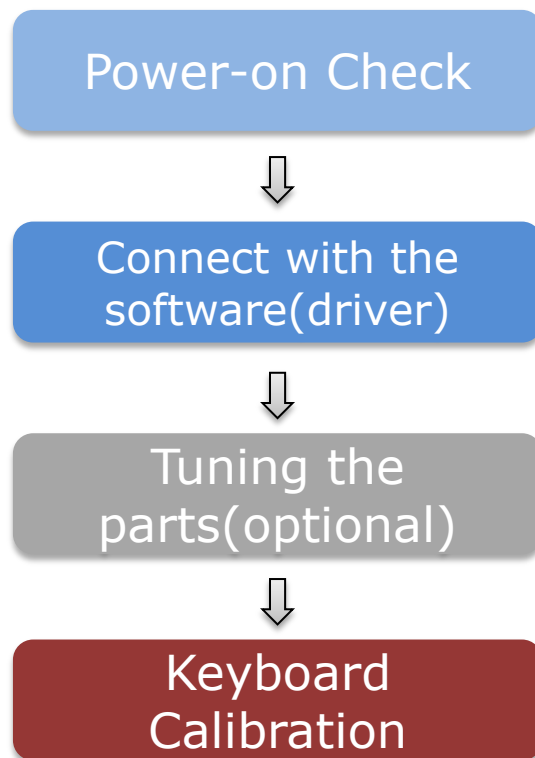 Power-on Check
Connect with the
software(driver)
Tuning the
parts(optional)
Keyboard
Calibration